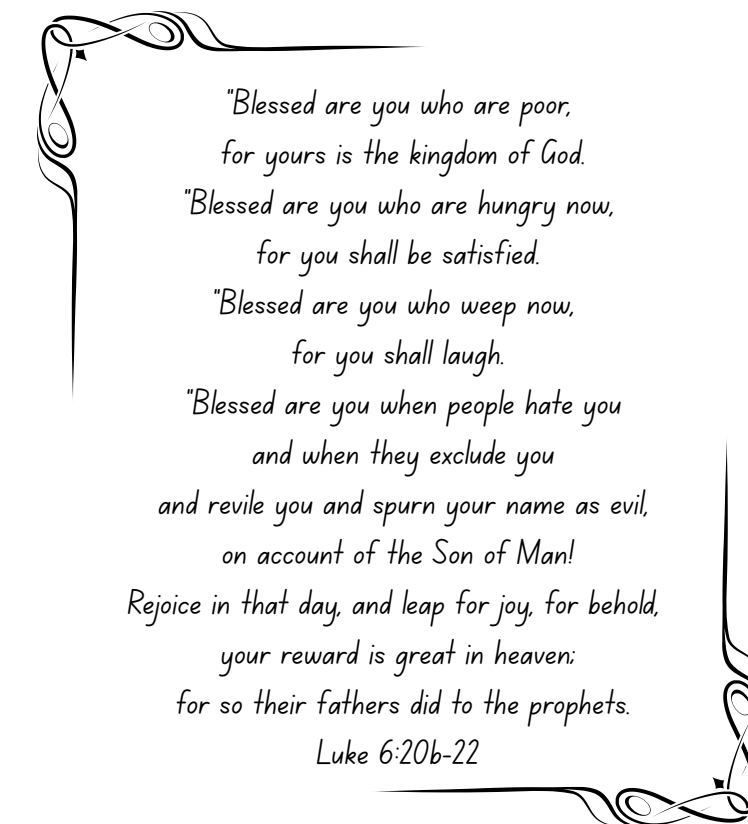 "Blessed are you who are poor,
for yours is the kingdom of God.
"Blessed are you who are hungry now,
for you shall be satisfied.
"Blessed are you who weep now,
for you shall laugh.
"Blessed are you when people hate you
and when they exclude you
and revile you and spurn your name as evil,
on account of the Son of Man!
Rejoice in that day, and leap for joy, for behold,
your reward is great in heaven;
for so their fathers did to the prophets.
Luke 6:20b-22